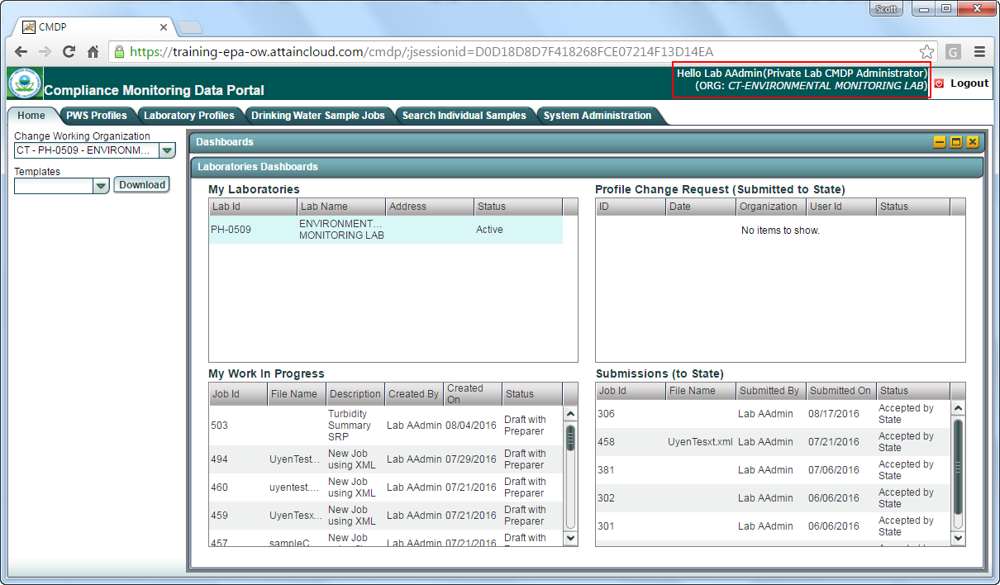 Scott
CMDP
https://training-epa-ow.attaincloud.com/cmdp/;jsessionid=D0D18D8D7F418268FCE07214F13D14EA
G
Compliance Monitoring Data Portal
Hello Lab AAdmin(Private Lab CMDP Administrator)
(ORG: CT-ENVIRONMENTAL MONITORING LAB)
Logout
Home PWS Profiles Laboratory Profiles Drinking Water Sample Jobs Search Individual Samples System Administration
Change Working Organization
CT - PH-0509 - ENVIRONM...
Templates
Download
Dashboards
Laboratories Dashboards
My Laboratories
Lab Id Lab Name Address Status
PH-0509 ENVIRONMENT... MONITORING LAB Active
Profile Change Request (Submitted to State)
ID Date Organization User Id Status
No items to show.
My Work In Progress
Job Id File Name Description Created By Created On Status
503 Turbidity Summary SRP Lab AAdmin 08/04/2016 Draft with Preparer
494 UyenTest... New Job using XML Lab AAdmin 07/29/2016 Draft with Preparer
460 uyentest.... New Job using XML Lab AAdmin 07/21/2016 Draft with Preparer
459 UyenTesx... New Job using XML Lab AAdmin 07/21/2016 Draft with Preparer
457 sampleC New Job Lab AAdmin 07/21/2016 Draft with
Submissions (to State)
Job Id File Name Submitted By Submitted On Status
306 Lab AAdmin 08/17/2016 Accepted by State
458 UyenTesxt.xml Lab AAdmin 07/21/2016 Accepted by State
381 Lab AAdmin 07/06/2016 Accepted by State
302 Lab AAdmin 06/06/2016 Accepted by State
301 Lab AAdmin 06/06/2016 Accepted by State